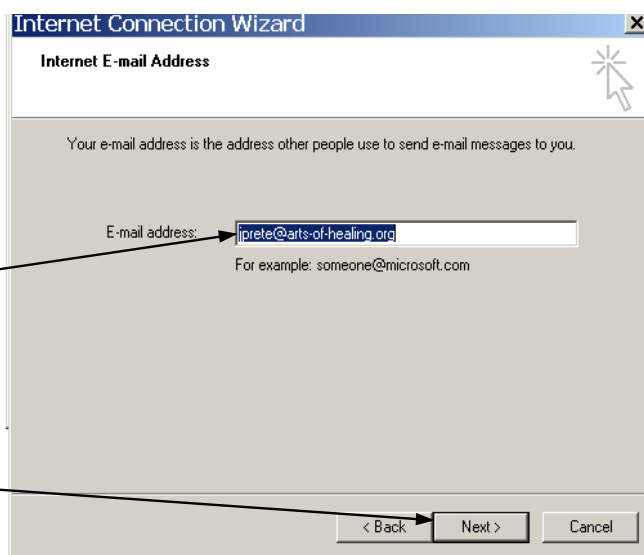 Internet Connection Wizard
Internet E-mail Address
Your e-mail address is the address other people use to send e-mail messages to you.
E-mail address: jprete@arts-of-healing.org
For example: someone@microsoft.com
< Back Next > Cancel